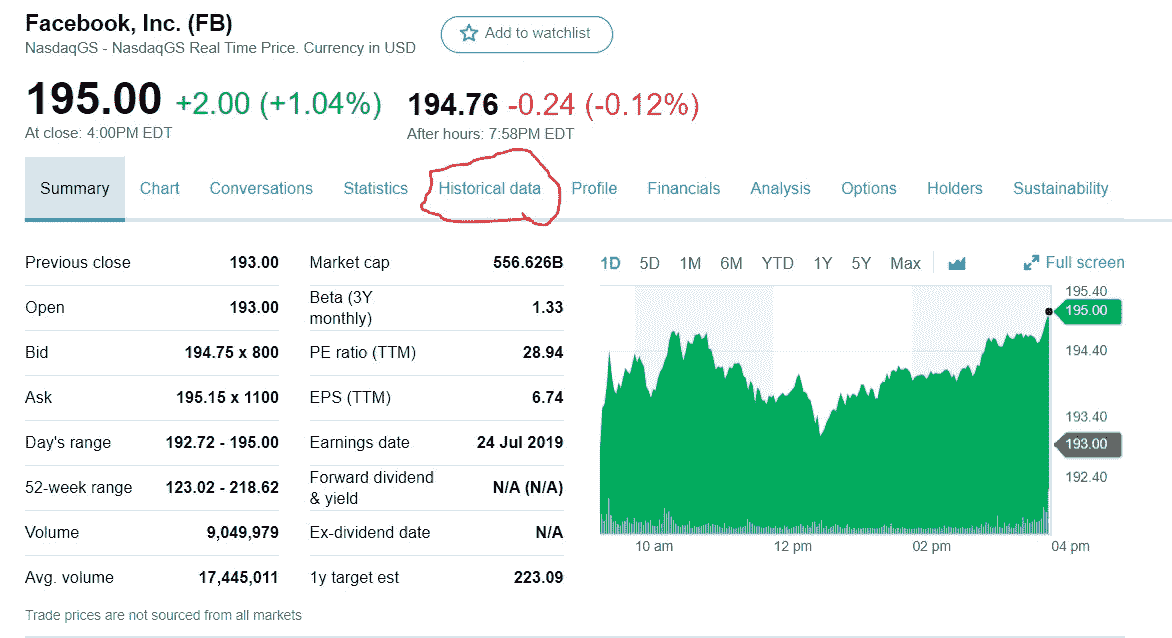 Facebook, Inc. (FB)
NasdaqGS - NasdaqGS Real Time Price. Currency in USD
Add to watchlist
195.00 +2.00 (+1.04%)
At close: 4:00PM EDT
194.76 -0.24 (-0.12%)
After hours: 7:58PM EDT
Summary Chart Conversations Statistics Historical data Profile Financials Analysis Options Holders Sustainability
Previous close 193.00
Open 193.00
Bid 194.75 x 800
Ask 195.15 x 1100
Day's range 192.72 - 195.00
52-week range 123.02 - 218.62
Volume 9,049,979
Avg. volume 17,445,011
Market cap 556.626B
Beta (3Y
monthly) 1.33
PE ratio (TTM) 28.94
EPS (TTM) 6.74
Earnings date 24 Jul 2019
Forward dividend
& yield N/A (N/A)
Ex-dividend date N/A
1y target est 223.09
1D 5D 1M 6M YTD 1Y 5Y Max Full screen
195.40
195.00
194.40
193.40
193.00
192.40
10 am 12 pm 02 pm 04 pm
Trade prices are not sourced from all markets